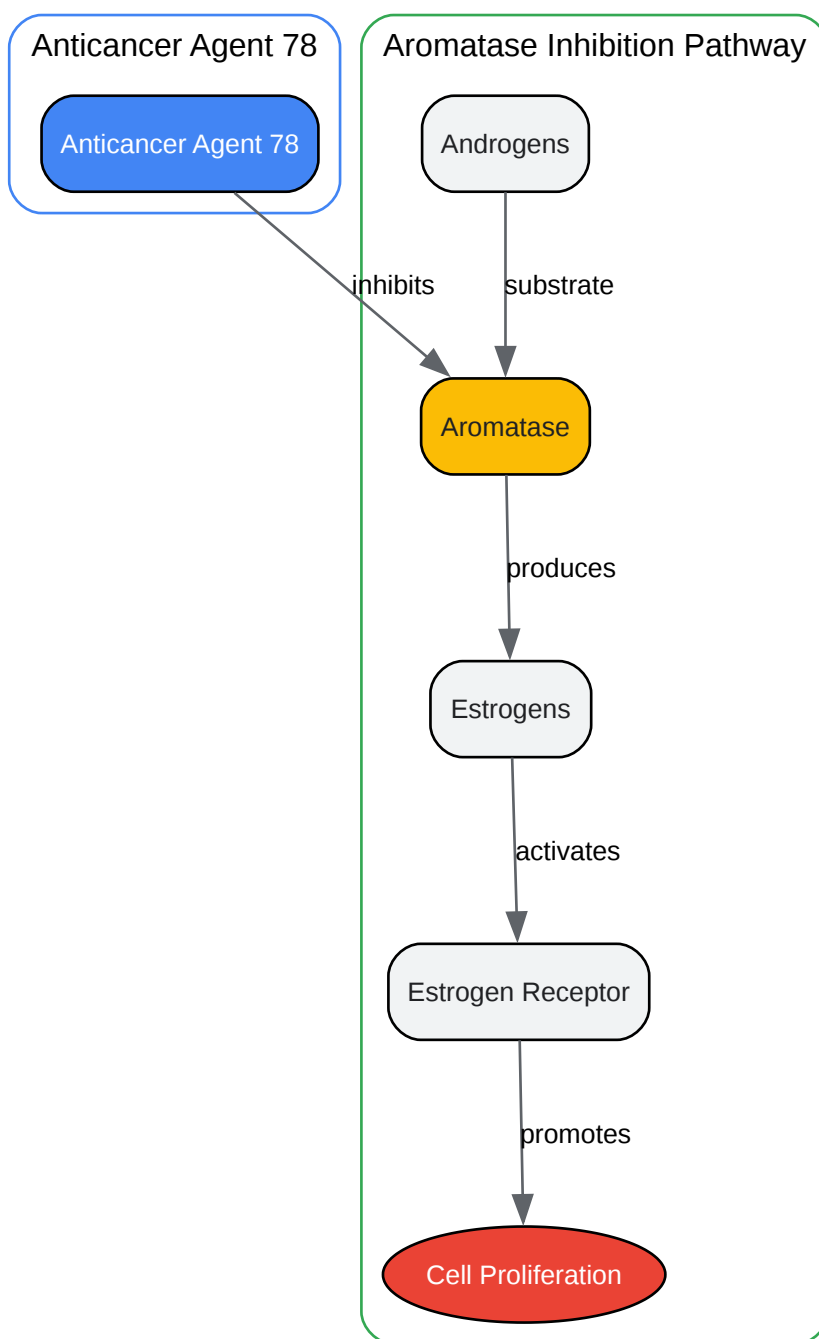 Anticancer Agent 78
Aromatase Inhibition Pathway
Anticancer Agent 78
Androgens
inhibits
substrate
Aromatase
produces
Estrogens
activates
Estrogen Receptor
promotes
Cell Proliferation